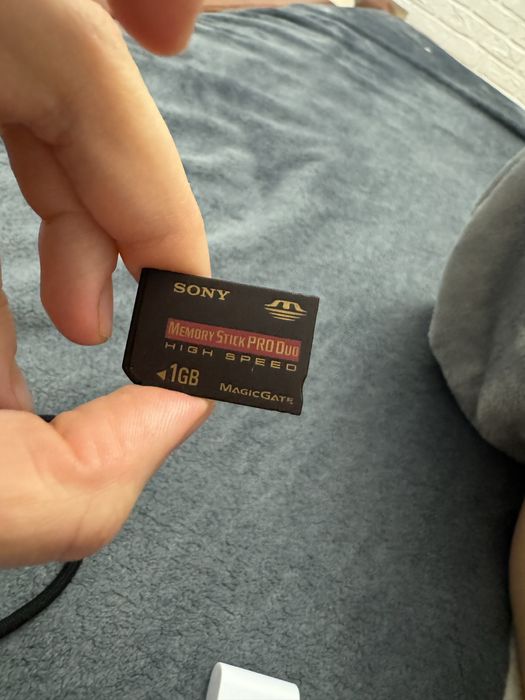 SONY
MEMORY STICK PRO DUO
HIGH SPEED
◄1GB
MAGICGATE